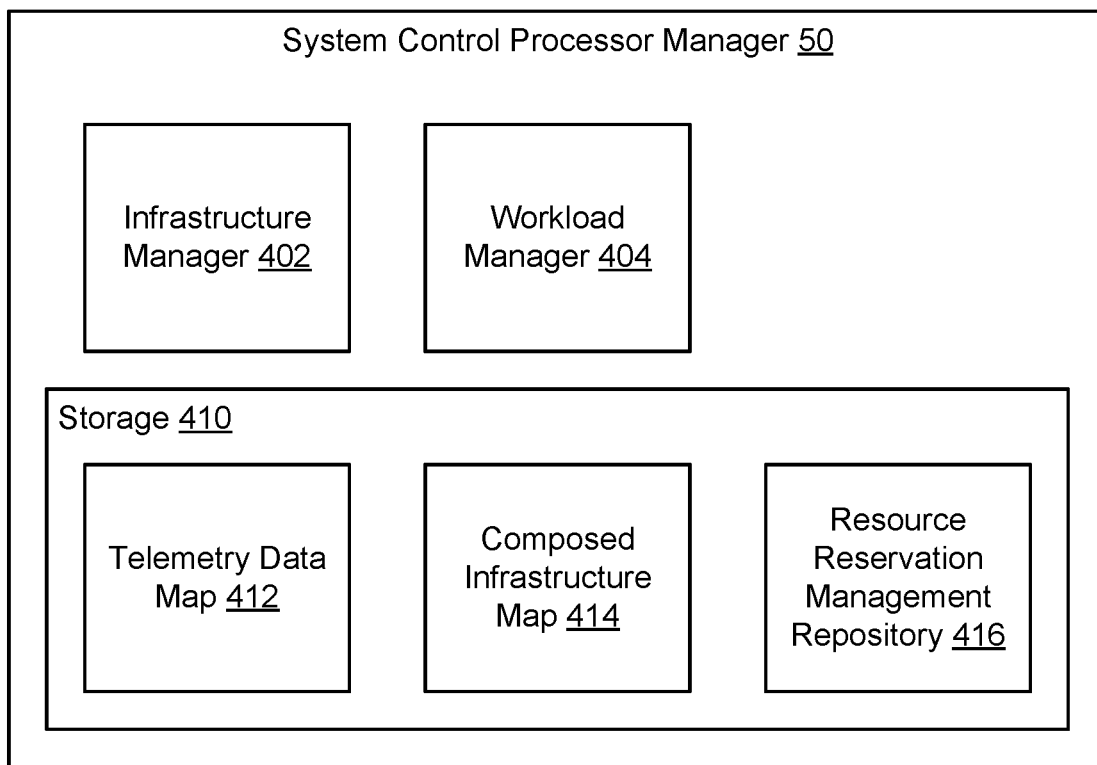 System Control Processor Manager 50
Infrastructure
Manager 402
Workload
Manager 404
Storage 410
Telemetry Data
Map 412
Composed
Infrastructure
Map 414
Resource
Reservation
Management
Repository 416